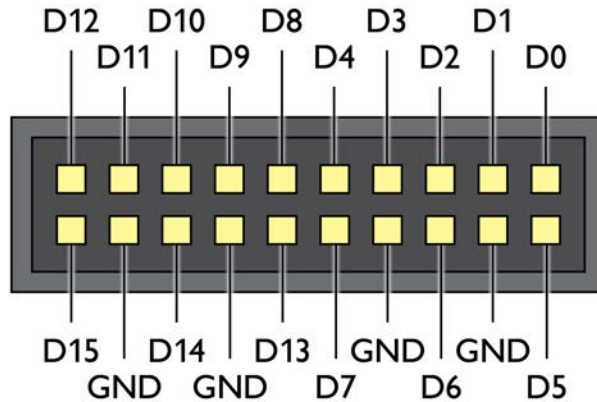 D12 D10 D8 D3 D1
D11 D9 D4 D2 D0
D15 D14 D13 GND GND
GND GND D7 D6 D5